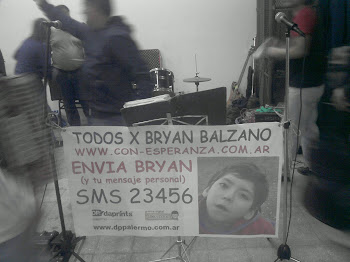 TODOS X BRYAN BALZANO
WWW.CON-ESPERANZA.COM.AR
ENVIA BRYAN
(y tu mensaje personal)
SMS 23456
www.dppalermo.com.ar